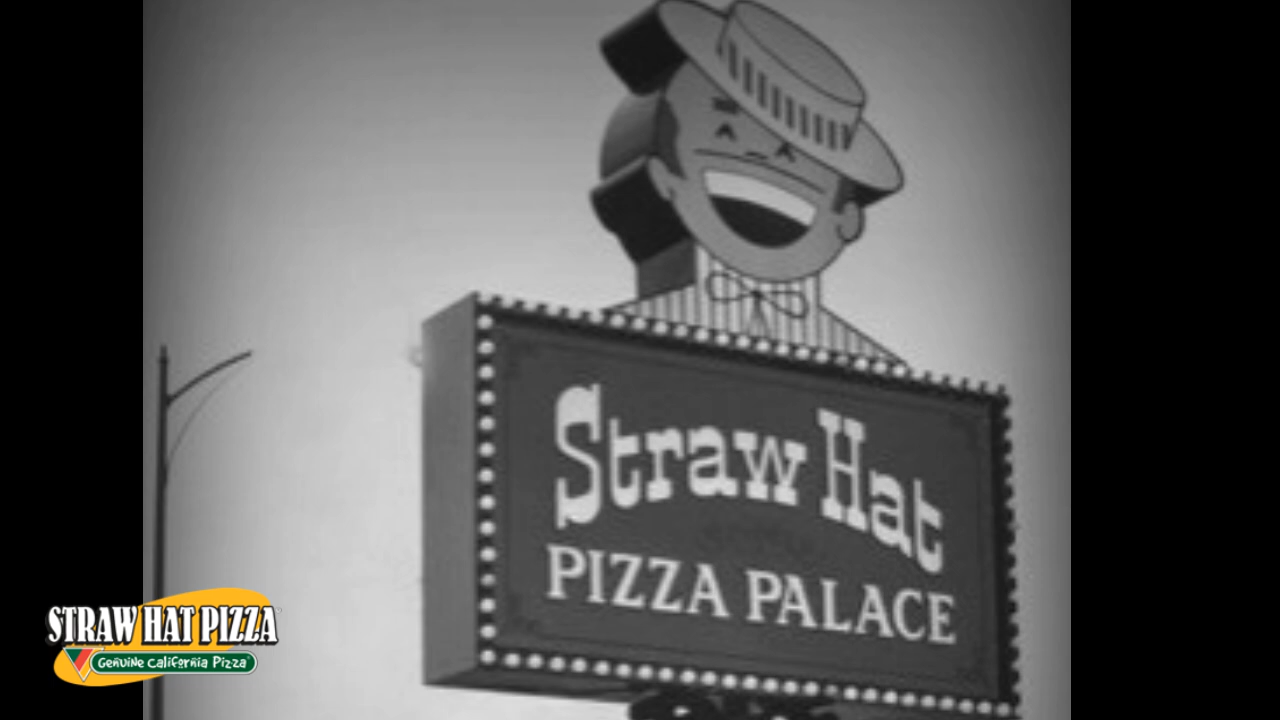 Straw Hat
PIZZA PALACE
STRAW HAT PIZZA
Genuine California Pizza